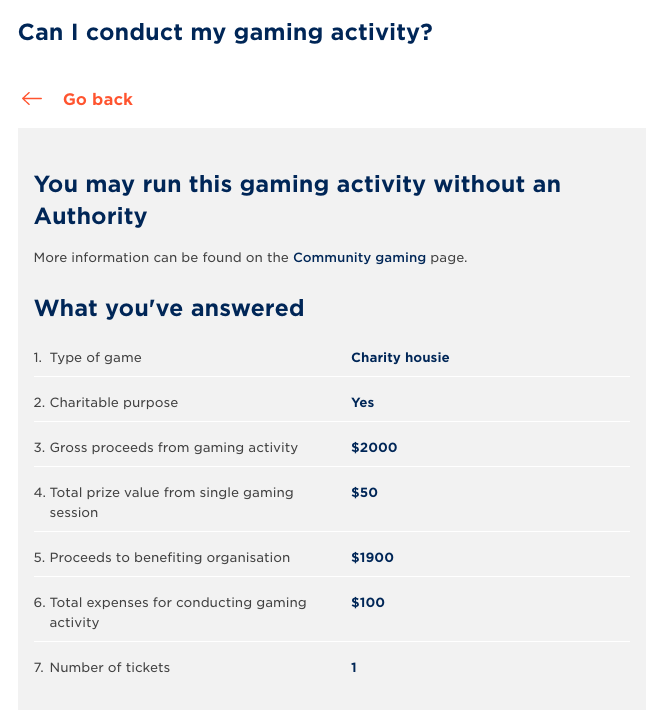 Can I conduct my gaming activity?
Go back
You may run this gaming activity without an
Authority
More information can be found on the Community gaming page.
What you've answered
1. Type of game Charity housie
2. Charitable purpose Yes
3. Gross proceeds from gaming activity $2000
4. Total prize value from single gaming $50
session
5. Proceeds to benefiting organisation $1900
6. Total expenses for conducting gaming $100
activity
7. Number of tickets 1